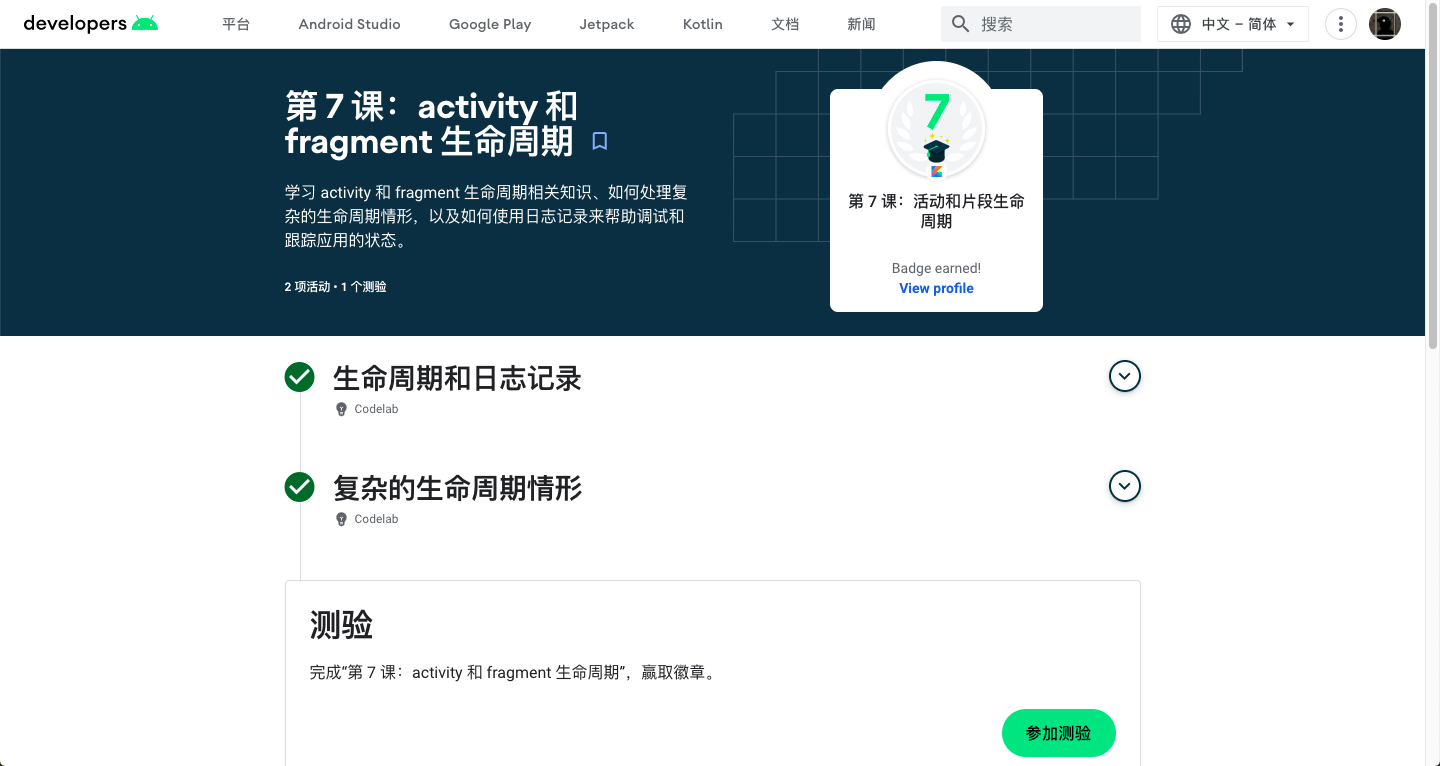 developers
平台
Android Studio
Google Play
Jetpack
Kotlin
文档
新闻
搜索
中文 – 简体
第 7 课：activity 和
fragment 生命周期
学习 activity 和 fragment 生命周期相关知识、如何处理复
杂的生命周期情形，以及如何使用日志记录来帮助调试和
跟踪应用的状态。
2 项活动 • 1 个测验
7
第 7 课：活动和片段生命
周期
Badge earned!
View profile
生命周期和日志记录
Codelab
复杂的生命周期情形
Codelab
测验
完成“第 7 课：activity 和 fragment 生命周期”，赢取徽章。
参加测验